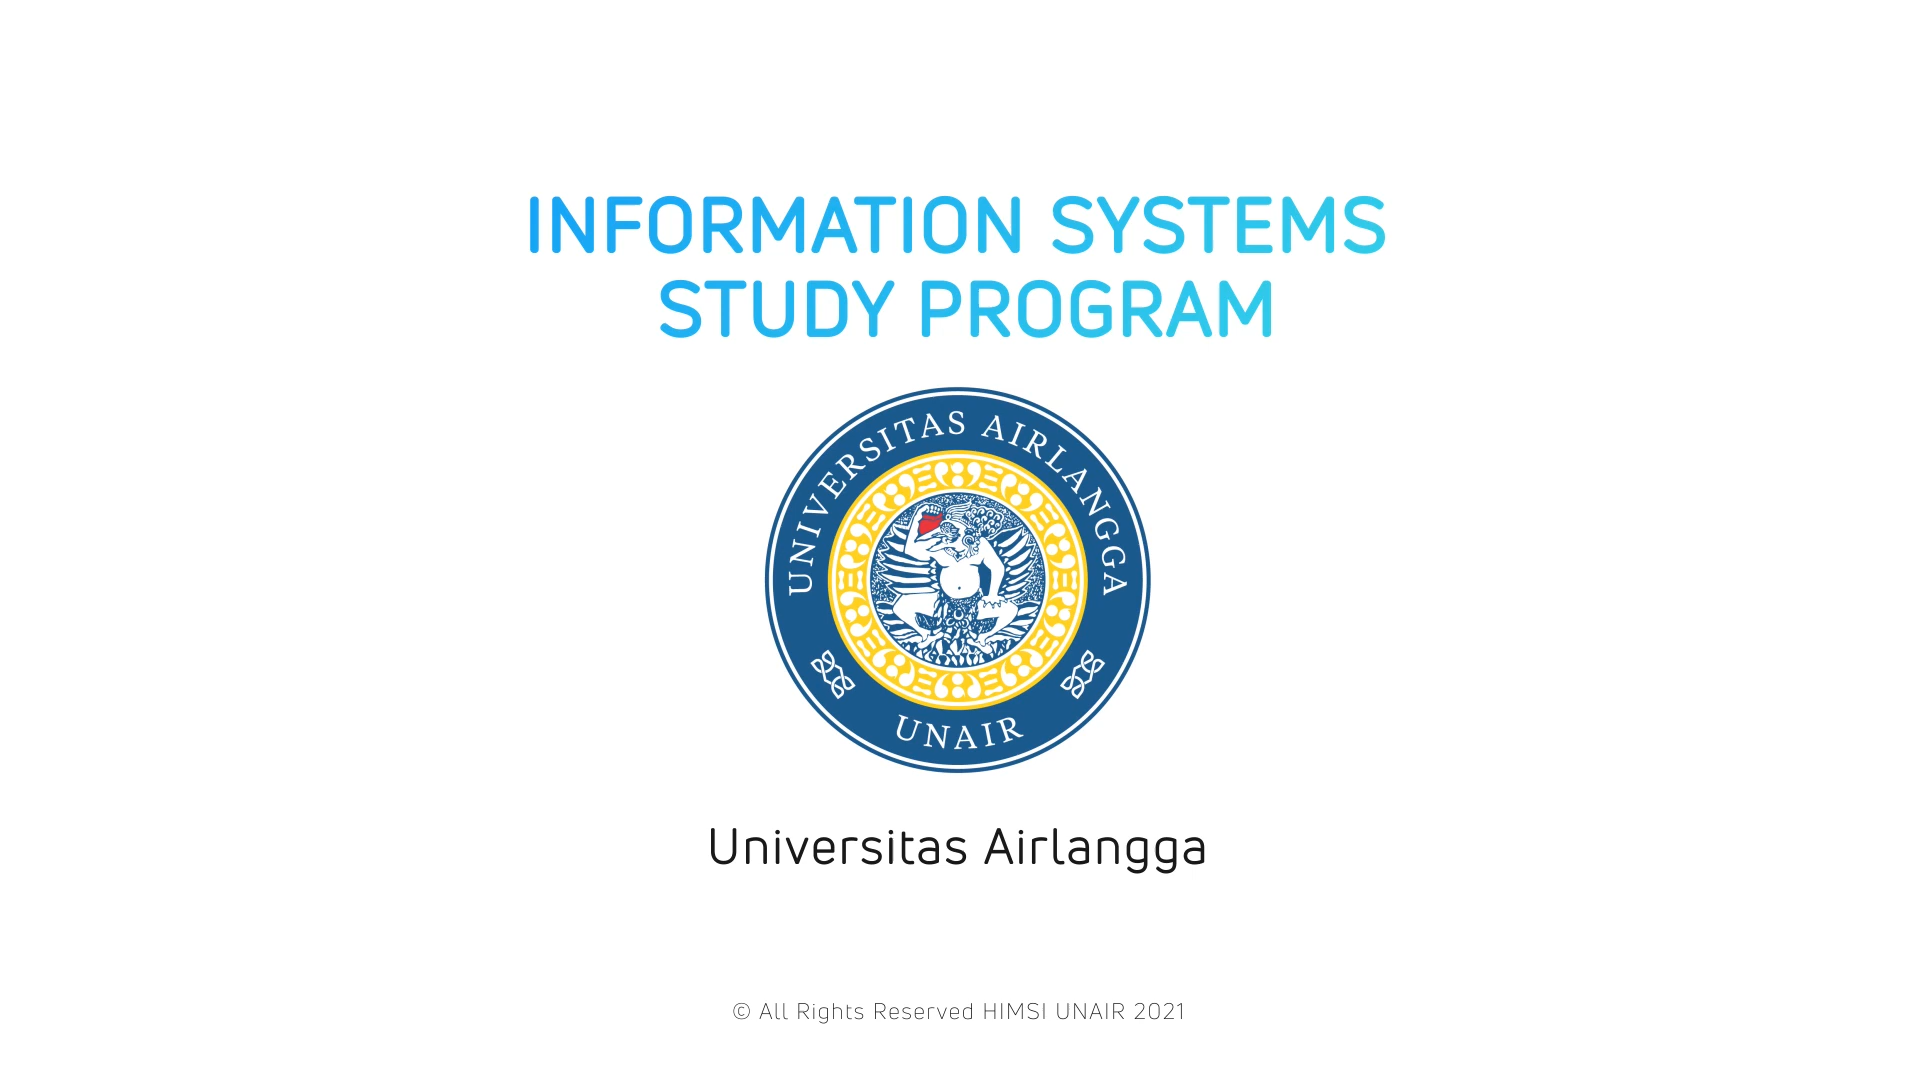 INFORMATION SYSTEMS
STUDY PROGRAM
UNIVERSITAS AIRLANGGA
UNAIR
Universitas Airlangga
© All Rights Reserved HIMSI UNAIR 2021